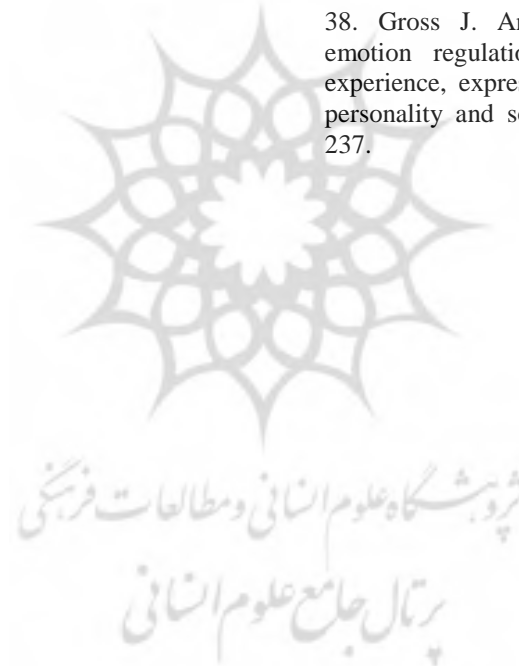 38. Gross J. An
emotion regulatio
experience, expre
personality and so
237.
پژوهشگاه علوم انسانی و مطالعات فرهنگی
پرتال جامع علوم انسانی